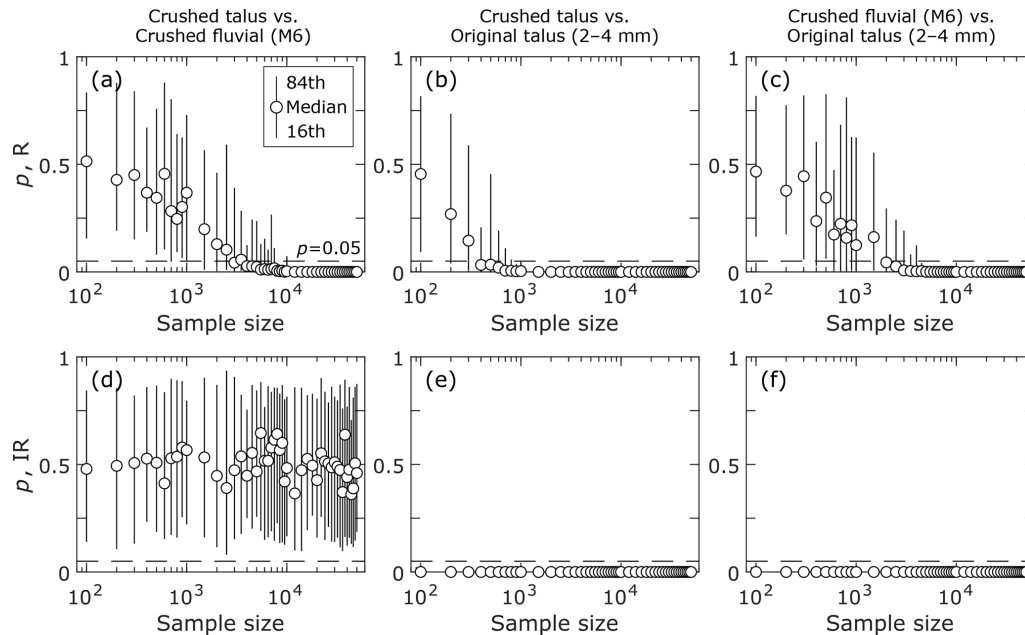 Crushed talus vs.
Crushed fluvial (M6)
Crushed talus vs.
Original talus (2–4 mm)
Crushed fluvial (M6) vs.
Original talus (2–4 mm)
(a)
84th
Median
16th
p=0.05
p, R
1
0.5
0
10²
10³
10⁴
Sample size
(b)
1
0.5
0
10²
10³
10⁴
Sample size
(c)
1
0.5
0
10²
10³
10⁴
Sample size
(d)
p, IR
1
0.5
0
10²
10³
10⁴
Sample size
(e)
1
0.5
0
10²
10³
10⁴
Sample size
(f)
1
0.5
0
10²
10³
10⁴
Sample size